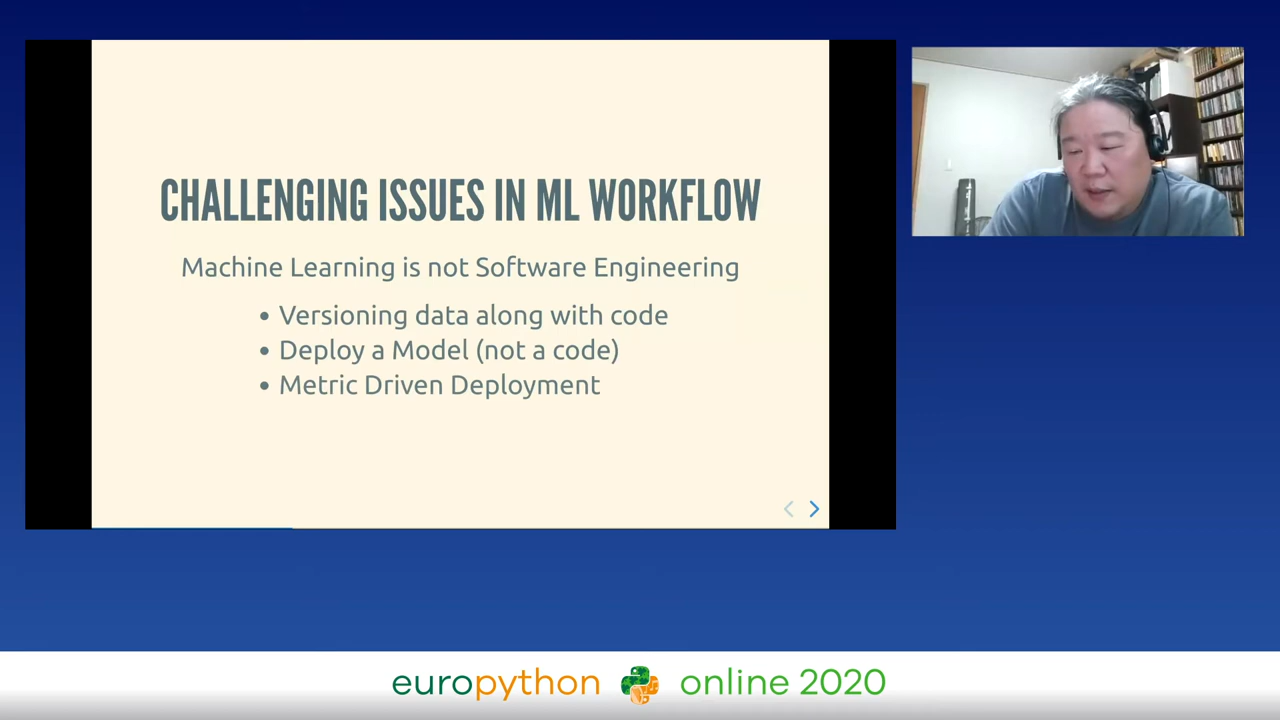 CHALLENGING ISSUES IN ML WORKFLOW
Machine Learning is not Software Engineering
• Versioning data along with code
• Deploy a Model (not a code)
• Metric Driven Deployment
europython online 2020